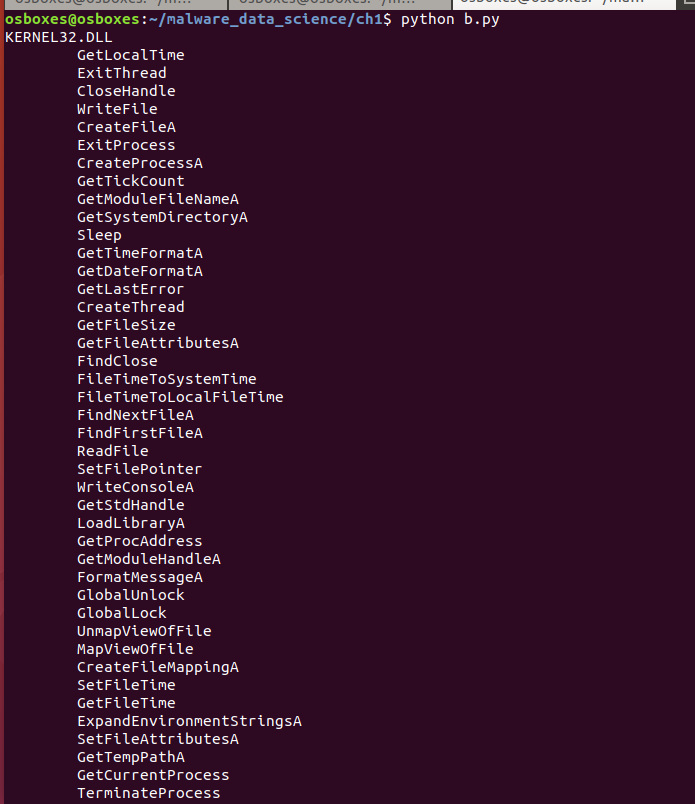 osboxes@osboxes:~/malware_data_science/ch1$ python b.py
KERNEL32.DLL
GetLocalTime
ExitThread
CloseHandle
WriteFile
CreateFileA
ExitProcess
CreateProcessA
GetTickCount
GetModuleFileNameA
GetSystemDirectoryA
Sleep
GetTimeFormatA
GetDateFormatA
GetLastError
CreateThread
GetFileSize
GetFileAttributesA
FindClose
FileTimeToSystemTime
FileTimeToLocalFileTime
FindNextFileA
FindFirstFileA
ReadFile
SetFilePointer
WriteConsoleA
GetStdHandle
LoadLibraryA
GetProcAddress
GetModuleHandleA
FormatMessageA
GlobalUnlock
GlobalLock
UnmapViewOfFile
MapViewOfFile
CreateFileMappingA
SetFileTime
GetFileTime
ExpandEnvironmentStringsA
SetFileAttributesA
GetTempPathA
GetCurrentProcess
TerminateProcess